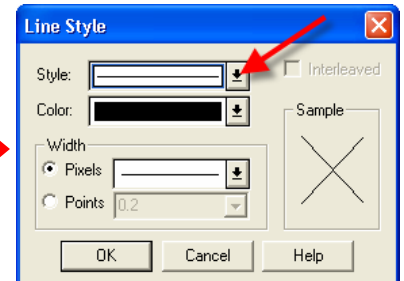 Line Style
Style:
Interleaved
Color:
Sample
Width
Pixels
Points 0.2
OK Cancel Help